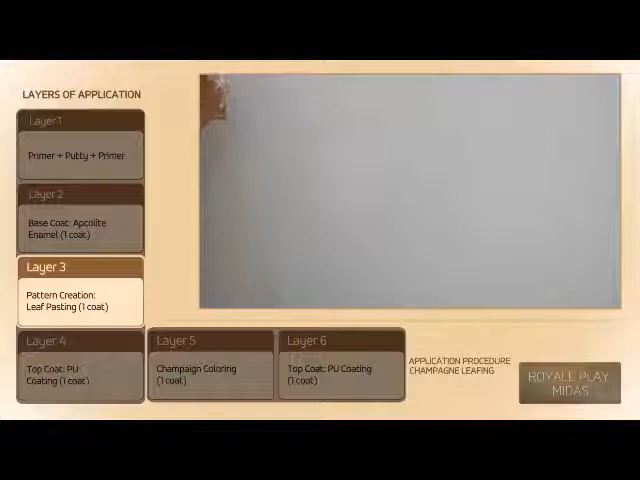 LAYERS OF APPLICATION
Layer 1
Primer + Putty + Primer
Layer 2
Base Coat: Apcolite
Enamel (1 coat)
Layer 3
Pattern Creation:
Leaf Pasting (1 coat)
Layer 4
Top Coat: PU
Coating (1 coat)
Layer 5
Champaign Coloring
(1 coat)
Layer 6
Top Coat: PU Coating
(1 coat)
APPLICATION PROCEDURE
CHAMPAGNE LEAFING
ROYALE PLAY
MIDAS